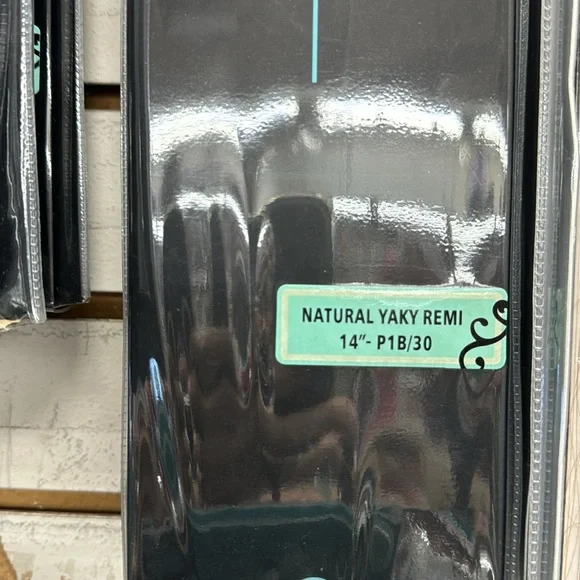 NATURAL YAKY REMI
14"- P1B/30